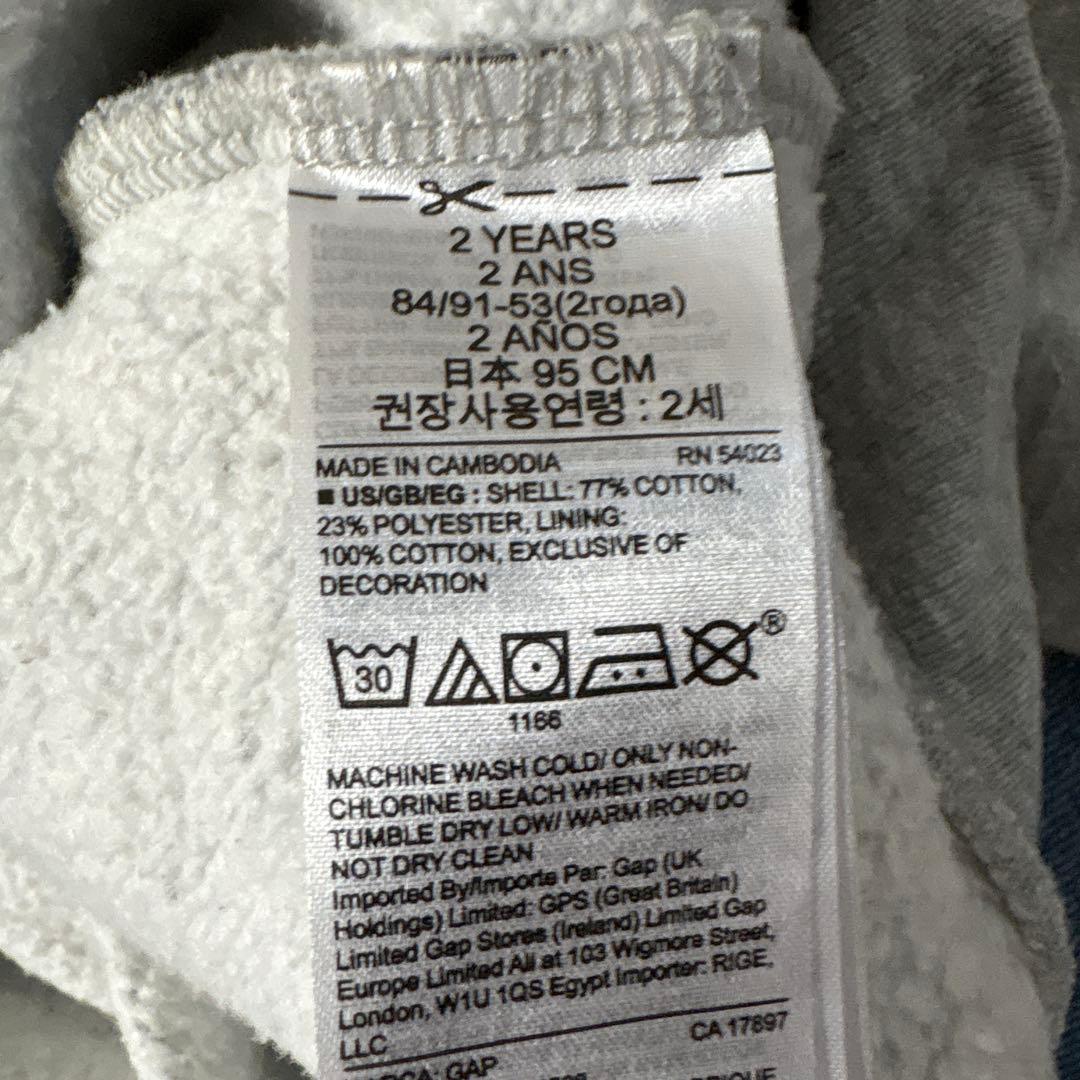 2 YEARS
2 ANS
84/91-53(2года)
2 AÑOS
日本 95 CM
권장사용연령 : 2세
MADE IN CAMBODIA RN 54023
■ US/GB/EG : SHELL: 77% COTTON,
23% POLYESTER, LINING:
100% COTTON, EXCLUSIVE OF
DECORATION
30
®
1166
MACHINE WASH COLD/ ONLY NON-
CHLORINE BLEACH WHEN NEEDED/
TUMBLE DRY LOW/ WARM IRON/ DO
NOT DRY CLEAN
Imported By/Importe Par: Gap (UK
Holdings) Limited: GPS (Great Britain)
Limited Gap Stores (Ireland) Limited Gap
Europe Limited All at 103 Wigmore Street,
London, W1U 1QS Egypt Importer: RIGE,
LLC CA 17897
GAP